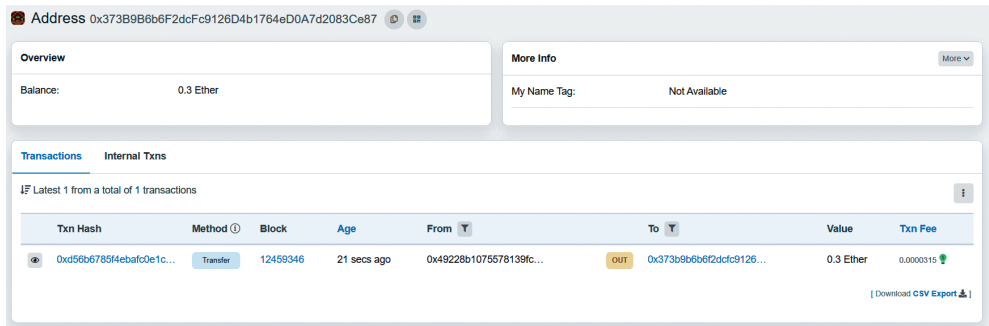 Address 0x373B9B6b6F2dcFc9126D4b1764eD0A7d2083Ce87
Overview
Balance: 0.3 Ether
More Info
More
My Name Tag: Not Available
Transactions Internal Txns
Latest 1 from a total of 1 transactions
Txn Hash Method Block Age From To Value Txn Fee
0xd56b6785f4ebafc0e1c... Transfer 12459346 21 secs ago 0x49228b1075578139fc... OUT 0x373b9b6b6f2dcfc9126... 0.3 Ether 0.0000315
[ Download CSV Export ]